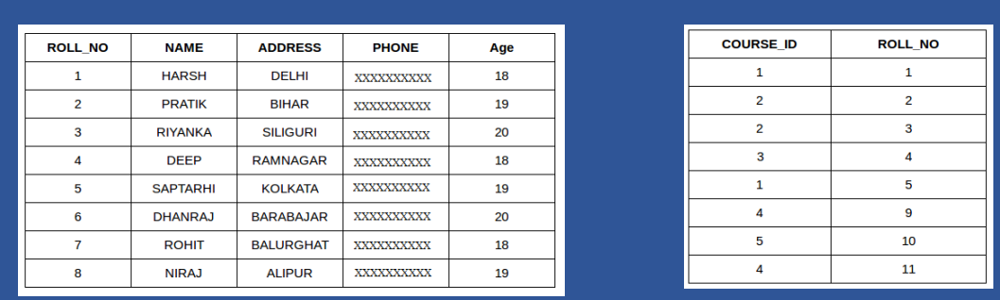 ROLL_NO NAME ADDRESS PHONE Age
1 HARSH DELHI XXXXXXXXXX 18
2 PRATIK BIHAR XXXXXXXXXX 19
3 RIYANKA SILIGURI XXXXXXXXXX 20
4 DEEP RAMNAGAR XXXXXXXXXX 18
5 SAPTARHI KOLKATA XXXXXXXXXX 19
6 DHANRAJ BARABAJAR XXXXXXXXXX 20
7 ROHIT BALURGHAT XXXXXXXXXX 18
8 NIRAJ ALIPUR XXXXXXXXXX 19
COURSE_ID ROLL_NO
1 1
2 2
2 3
3 4
1 5
4 9
5 10
4 11